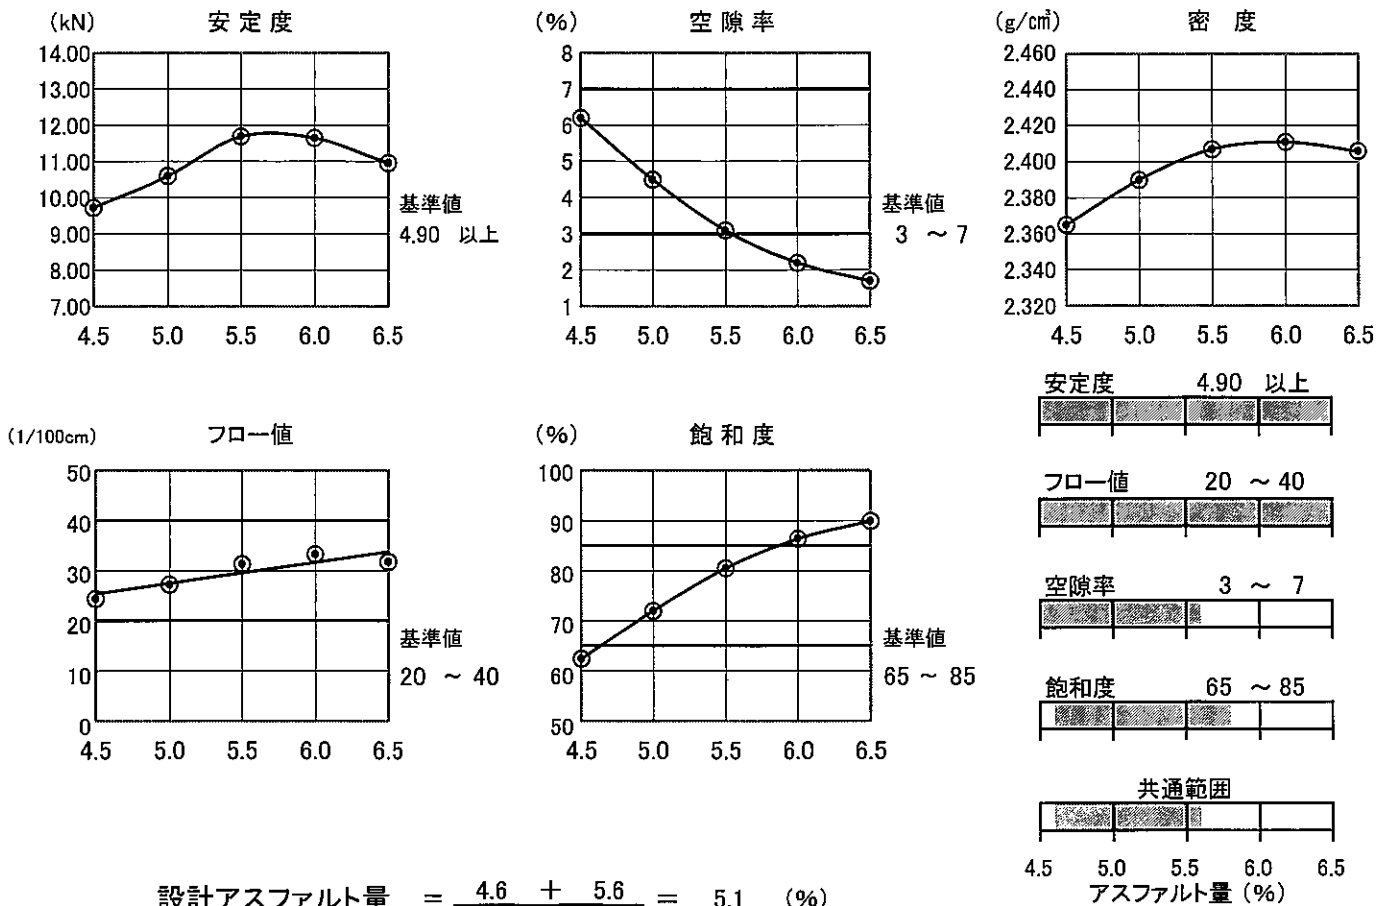 (kN) 安定度
14.00
13.00
12.00
11.00
10.00
9.00
8.00
7.00
4.5 5.0 5.5 6.0 6.5
基準値
4.90 以上
(%) 空隙率
8
7
6
5
4
3
2
1
4.5 5.0 5.5 6.0 6.5
基準値
3 ~ 7
(g/cm³) 密度
2.460
2.440
2.420
2.400
2.380
2.360
2.340
2.320
4.5 5.0 5.5 6.0 6.5
(1/100cm) フロー値
50
40
30
20
10
0
4.5 5.0 5.5 6.0 6.5
基準値
20 ~ 40
(%) 飽和度
100
90
80
70
60
50
4.5 5.0 5.5 6.0 6.5
基準値
65 ~ 85
安定度 4.90 以上
フロー値 20 ~ 40
空隙率 3 ~ 7
飽和度 65 ~ 85
共通範囲
4.5 5.0 5.5 6.0 6.5
アスファルト量 (%)
設計アスファルト量 = 4.6 + 5.6 = 5.1 (%)